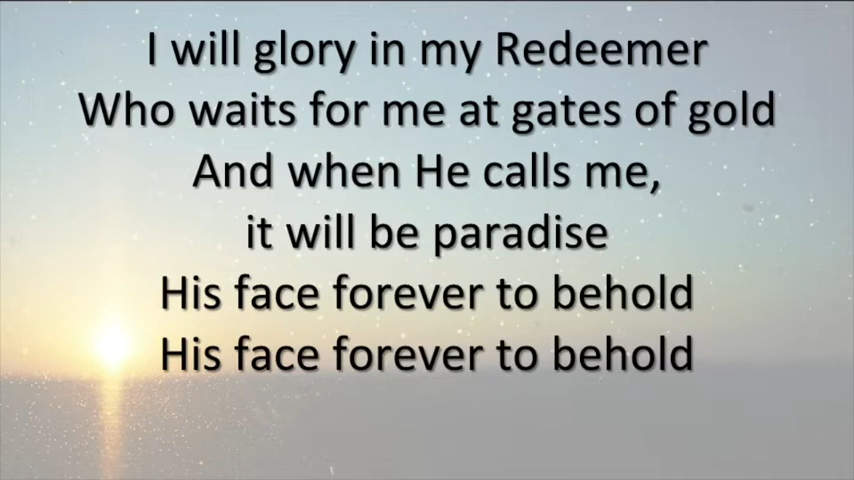 I will glory in my Redeemer
Who waits for me at gates of gold
And when He calls me,
it will be paradise
His face forever to behold
His face forever to behold